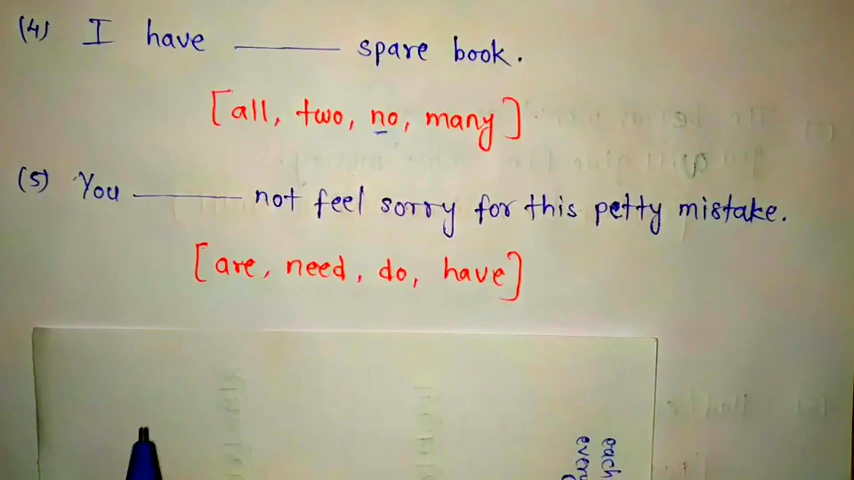 (4) I have ______ spare book.
[all, two, no, many]
(5) You ______ not feel sorry for this petty mistake.
[are, need, do, have]
each